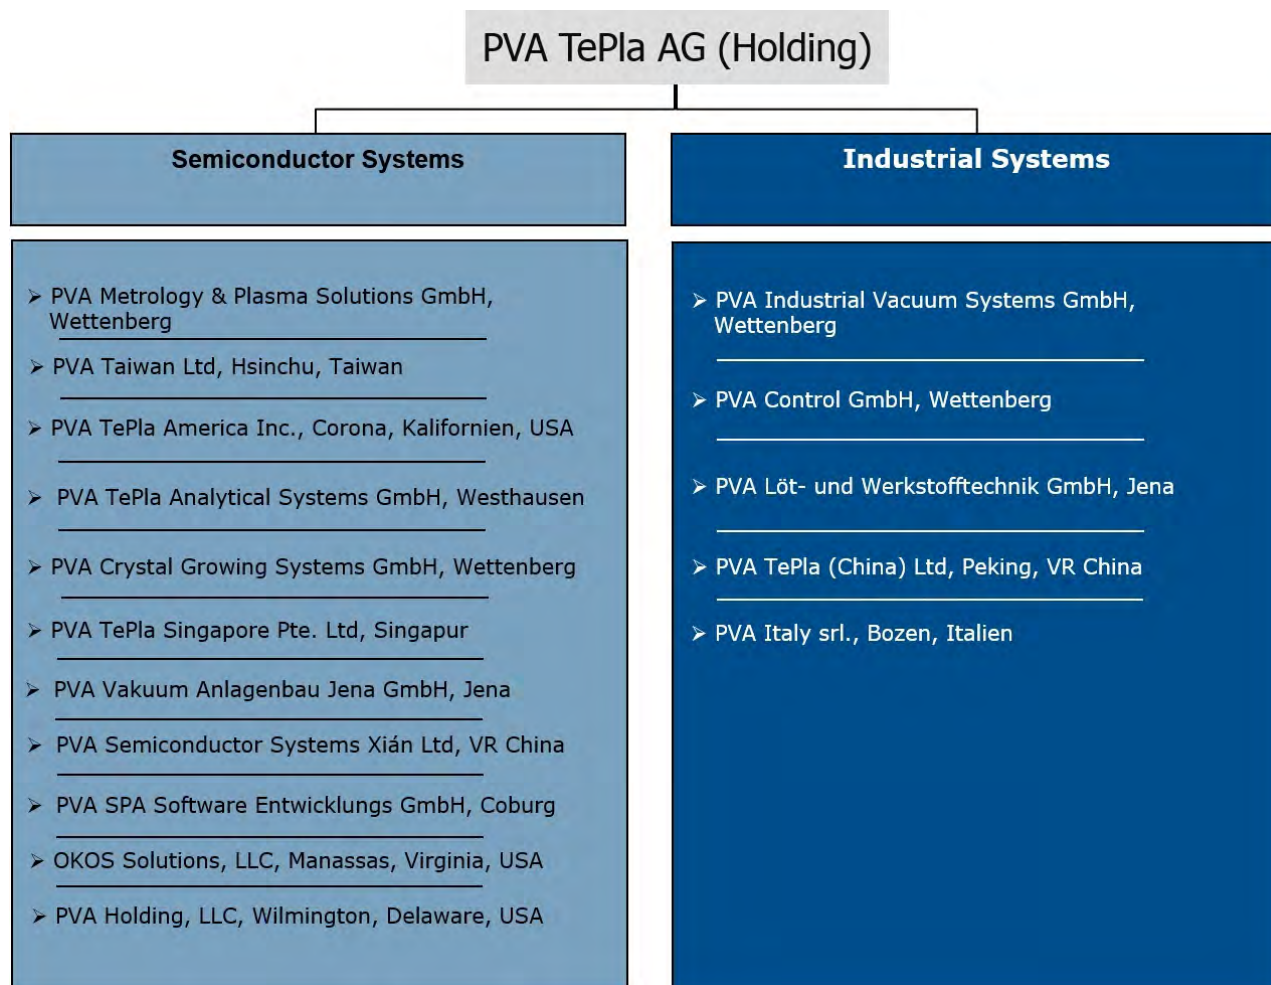 PVA TePla AG (Holding)
Semiconductor Systems
PVA Metrology & Plasma Solutions GmbH,
Wettenberg
PVA Taiwan Ltd, Hsinchu, Taiwan
PVA TePla America Inc., Corona, Kalifornien, USA
PVA TePla Analytical Systems GmbH, Westhausen
PVA Crystal Growing Systems GmbH, Wettenberg
PVA TePla Singapore Pte. Ltd, Singapur
PVA Vakuum Anlagenbau Jena GmbH, Jena
PVA Semiconductor Systems Xián Ltd, VR China
PVA SPA Software Entwicklungs GmbH, Coburg
OKOS Solutions, LLC, Manassas, Virginia, USA
PVA Holding, LLC, Wilmington, Delaware, USA
Industrial Systems
PVA Industrial Vacuum Systems GmbH,
Wettenberg
PVA Control GmbH, Wettenberg
PVA Löt- und Werkstofftechnik GmbH, Jena
PVA TePla (China) Ltd, Peking, VR China
PVA Italy srl., Bozen, Italien